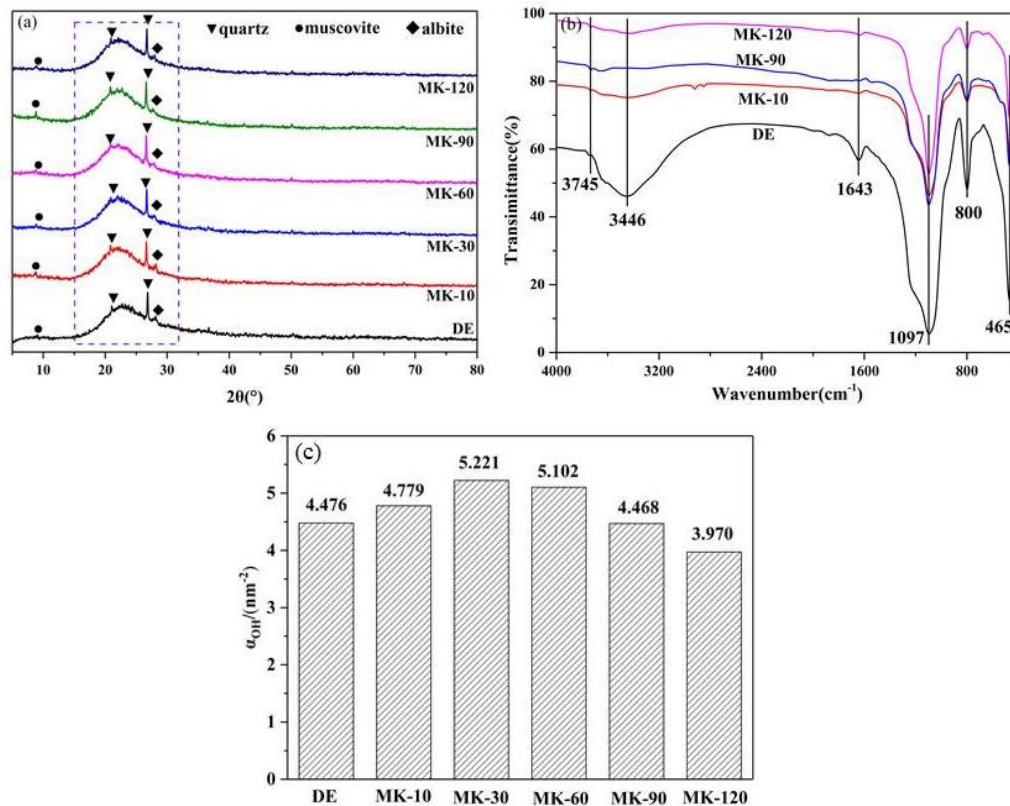 (a)
quartz
muscovite
albite
MK-120
MK-90
MK-60
MK-30
MK-10
DE
10 20 30 40 50 60 70 80
2θ(°)
(b)
Transimittance(%)
100
80
60
40
20
0
MK-120
MK-90
MK-10
DE
3745
3446
1643
1097
800
465
4000 3200 2400 1600 800
Wavenumber(cm⁻¹)
(c)
α_OH/(nm⁻²)
6
5
4
3
2
1
0
4.476
4.779
5.221
5.102
4.468
3.970
DE MK-10 MK-30 MK-60 MK-90 MK-120